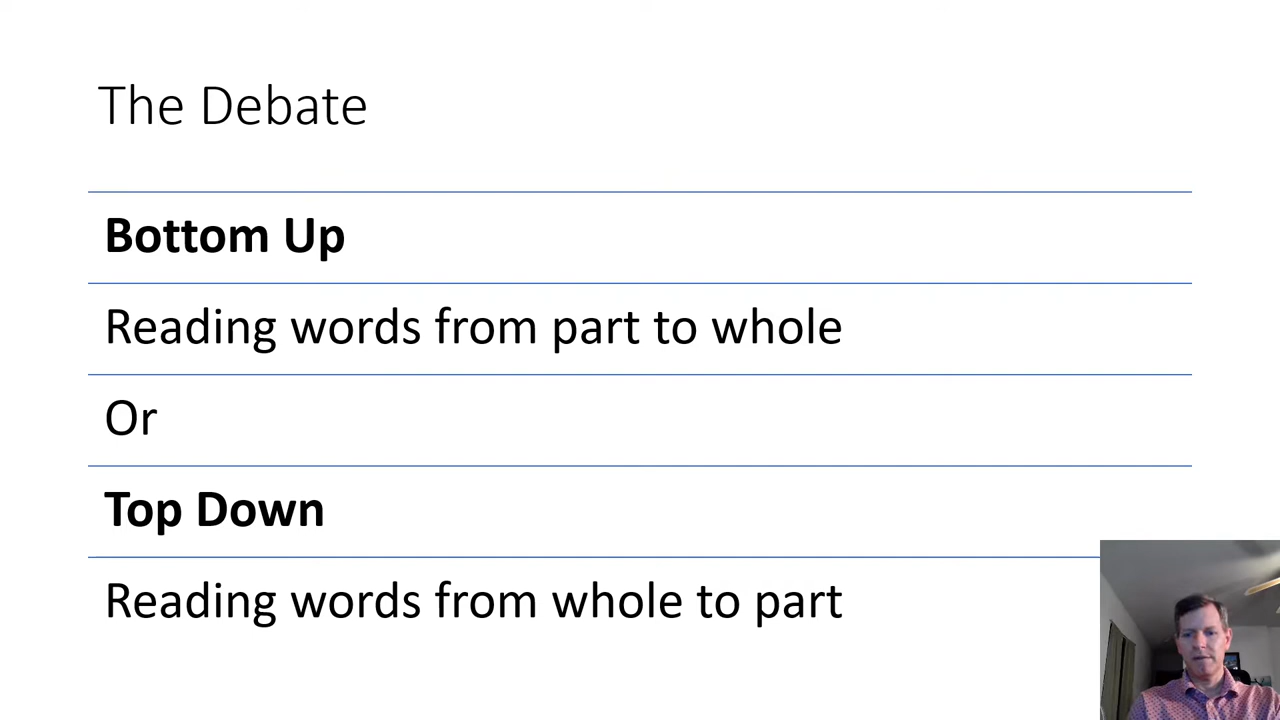 The Debate
Bottom Up
Reading words from part to whole
Or
Top Down
Reading words from whole to part